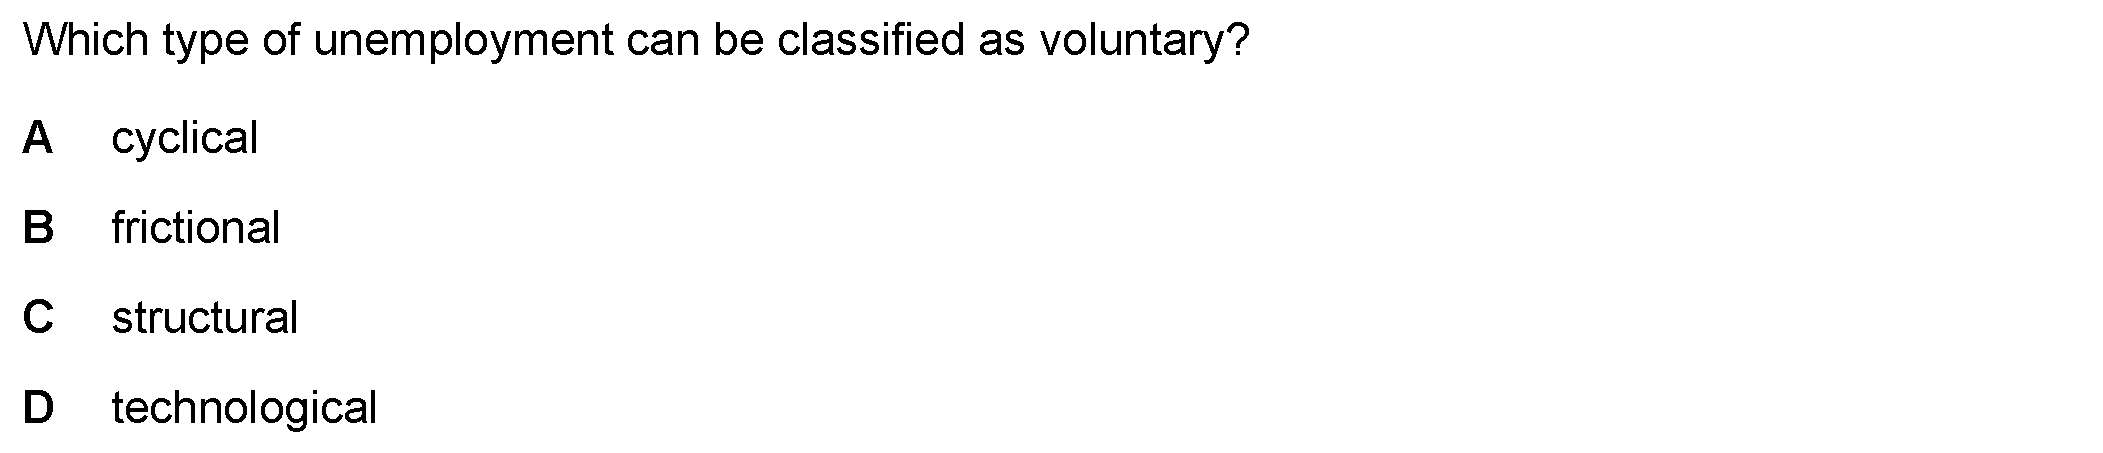 Which type of unemployment can be classified as voluntary?
A cyclical
B frictional
C structural
D technological